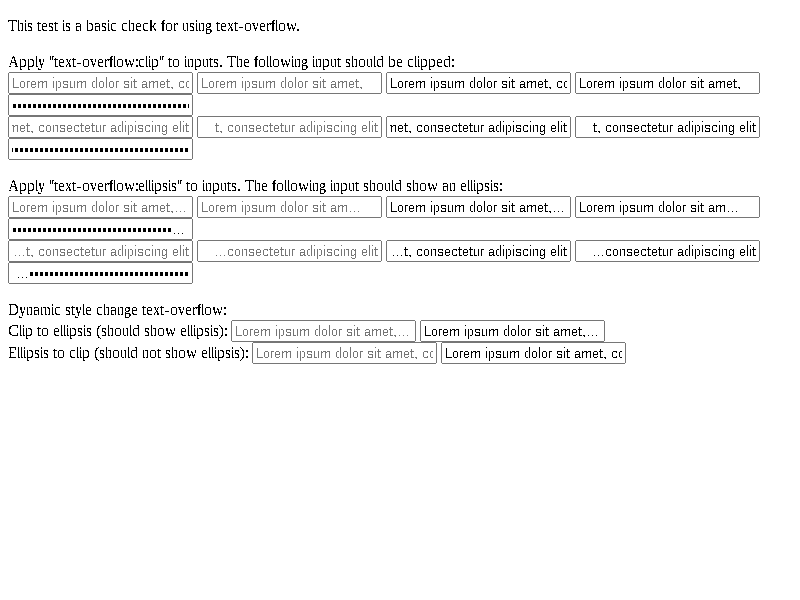 This test is a basic check for using text-overflow.
Apply "text-overflow:clip" to inputs. The following input should be clipped:
Lorem ipsum dolor sit amet, cc Lorem ipsum dolor sit amet, Lorem ipsum dolor sit amet, cc Lorem ipsum dolor sit amet,
••••••••••••••••••••••••••••••••••••
net, consectetur adipiscing elit t, consectetur adipiscing elit net, consectetur adipiscing elit t, consectetur adipiscing elit
••••••••••••••••••••••••••••••••••••
Apply "text-overflow:ellipsis" to inputs. The following input should show an ellipsis:
Lorem ipsum dolor sit amet,… Lorem ipsum dolor sit am… Lorem ipsum dolor sit amet,… Lorem ipsum dolor sit am…
••••••••••••••••••••••••••••••••…
…t, consectetur adipiscing elit …consectetur adipiscing elit …t, consectetur adipiscing elit …consectetur adipiscing elit
…••••••••••••••••••••••••••••••••
Dynamic style change text-overflow:
Clip to ellipsis (should show ellipsis): Lorem ipsum dolor sit amet,… Lorem ipsum dolor sit amet,…
Ellipsis to clip (should not show ellipsis): Lorem ipsum dolor sit amet, cc Lorem ipsum dolor sit amet, cc